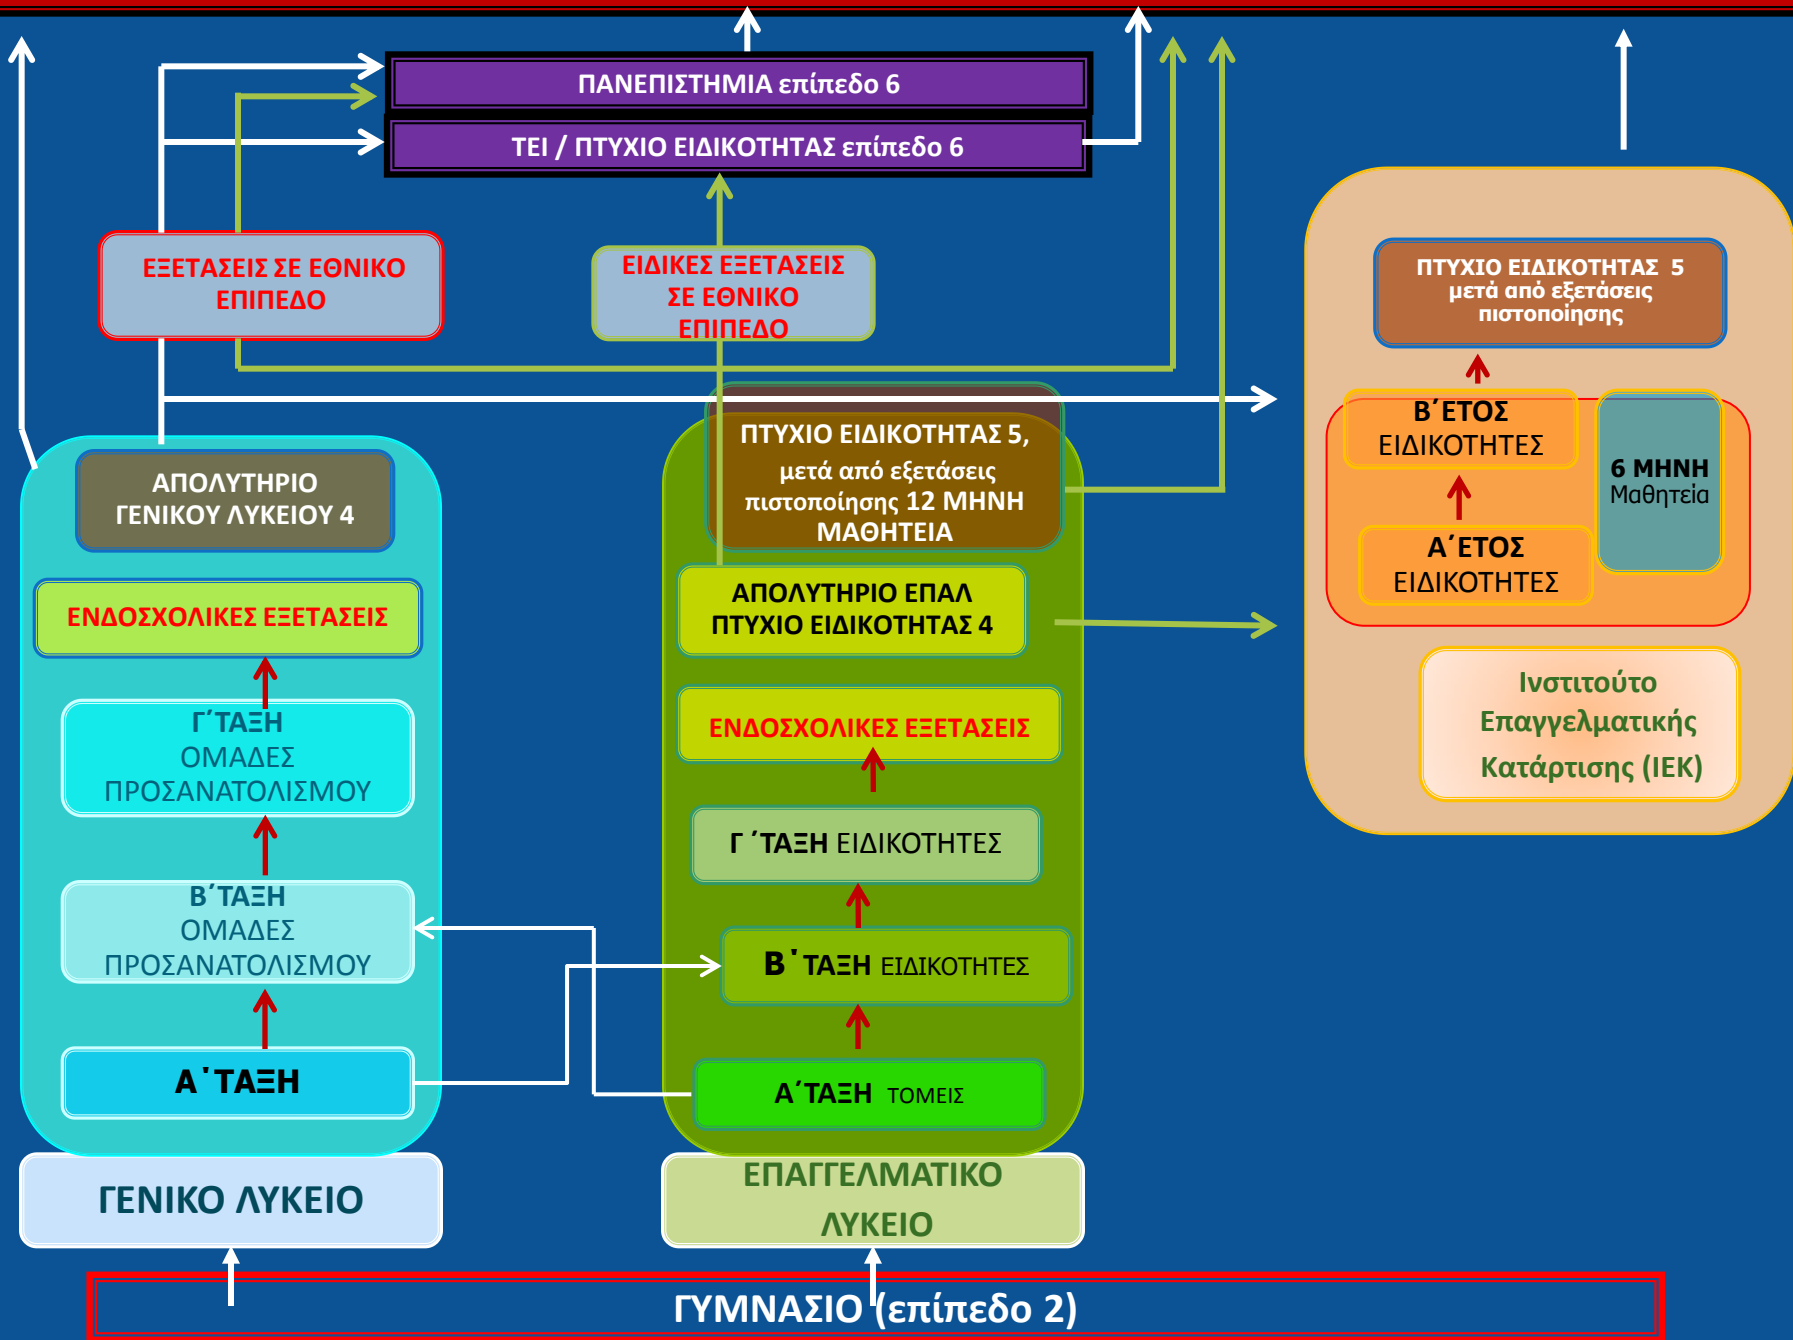 ΠΑΝΕΠΙΣΤΗΜΙΑ επίπεδο 6
ΤΕΙ / ΠΤΥΧΙΟ ΕΙΔΙΚΟΤΗΤΑΣ επίπεδο 6
ΕΞΕΤΑΣΕΙΣ ΣΕ ΕΘΝΙΚΟ
ΕΠΙΠΕΔΟ
ΕΙΔΙΚΕΣ ΕΞΕΤΑΣΕΙΣ
ΣΕ ΕΘΝΙΚΟ
ΕΠΙΠΕΔΟ
ΠΤΥΧΙΟ ΕΙΔΙΚΟΤΗΤΑΣ 5
μετά από εξετάσεις
πιστοποίησης
Β΄ΕΤΟΣ
ΕΙΔΙΚΟΤΗΤΕΣ
6 ΜΗΝΗ
Μαθητεία
Α΄ΕΤΟΣ
ΕΙΔΙΚΟΤΗΤΕΣ
Ινστιτούτο
Επαγγελματικής
Κατάρτισης (ΙΕΚ)
ΑΠΟΛΥΤΗΡΙΟ
ΓΕΝΙΚΟΥ ΛΥΚΕΙΟΥ 4
ΕΝΔΟΣΧΟΛΙΚΕΣ ΕΞΕΤΑΣΕΙΣ
Γ΄ΤΑΞΗ
ΟΜΑΔΕΣ
ΠΡΟΣΑΝΑΤΟΛΙΣΜΟΥ
Β΄ΤΑΞΗ
ΟΜΑΔΕΣ
ΠΡΟΣΑΝΑΤΟΛΙΣΜΟΥ
Α΄ΤΑΞΗ
ΓΕΝΙΚΟ ΛΥΚΕΙΟ
ΠΤΥΧΙΟ ΕΙΔΙΚΟΤΗΤΑΣ 5,
μετά από εξετάσεις
πιστοποίησης 12 ΜΗΝΗ
ΜΑΘΗΤΕΙΑ
ΑΠΟΛΥΤΗΡΙΟ ΕΠΑΛ
ΠΤΥΧΙΟ ΕΙΔΙΚΟΤΗΤΑΣ 4
ΕΝΔΟΣΧΟΛΙΚΕΣ ΕΞΕΤΑΣΕΙΣ
Γ ΄ΤΑΞΗ ΕΙΔΙΚΟΤΗΤΕΣ
Β΄ΤΑΞΗ ΕΙΔΙΚΟΤΗΤΕΣ
Α΄ΤΑΞΗ ΤΟΜΕΙΣ
ΕΠΑΓΓΕΛΜΑΤΙΚΟ
ΛΥΚΕΙΟ
ΓΥΜΝΑΣΙΟ (επίπεδο 2)